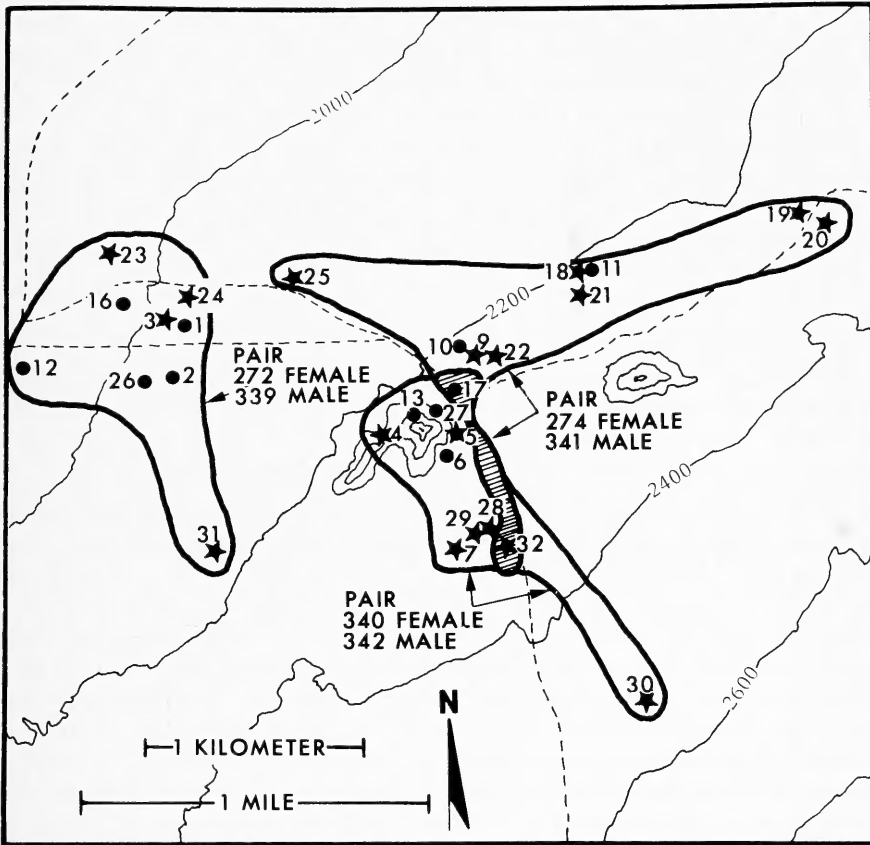 2000
19
20
23
25
18
11
21
24
16
3
1
2200
10
9
22
12
26
2
PAIR
272 FEMALE
339 MALE
17
13
27
PAIR
274 FEMALE
341 MALE
4
5
6
2400
28
29
7
32
31
PAIR
340 FEMALE
342 MALE
30
2600
N
1 KILOMETER
1 MILE